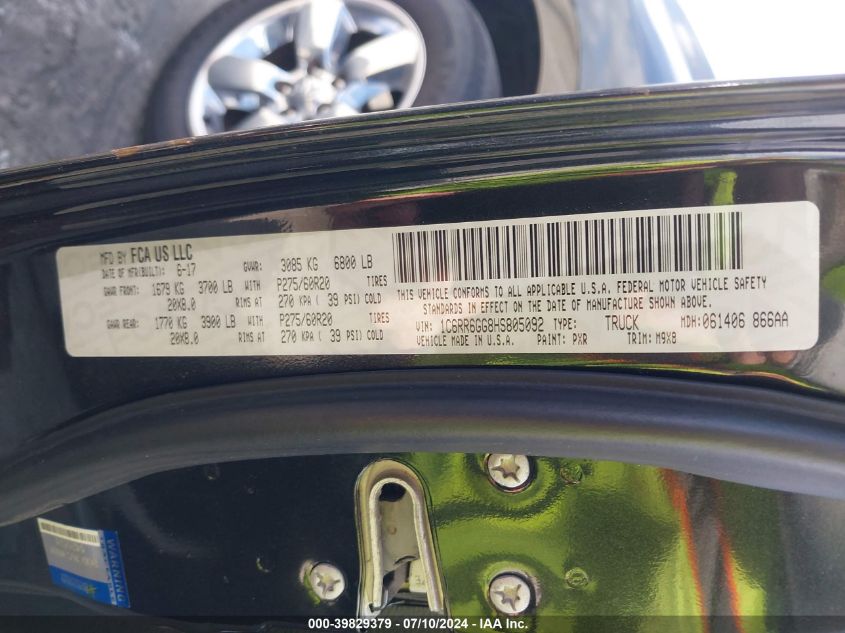 MFD BY FCA US LLC
DATE OF MFR(BUILT): 6-17 GVWR: 3085 KG 6800 LB
GAWR FRONT: 1679 KG 3700 LB WITH P275/60R20 TIRES
20X8.0 RIMS AT 270 KPA ( 39 PSI) COLD
GAWR REAR: 1770 KG 3900 LB WITH P275/60R20 TIRES
20X8.0 RIMS AT 270 KPA ( 39 PSI) COLD
THIS VEHICLE CONFORMS TO ALL APPLICABLE U.S.A. FEDERAL MOTOR VEHICLE SAFETY
STANDARDS IN EFFECT ON THE DATE OF MANUFACTURE SHOWN ABOVE.
VIN: 1C6RR6GG8HS805092 TYPE: TRUCK MDH: 061406 866AA
VEHICLE MADE IN U.S.A. PAINT: PXR TRIM: M9X8
WARNING
000-39829379 - 07/10/2024 - IAA Inc.